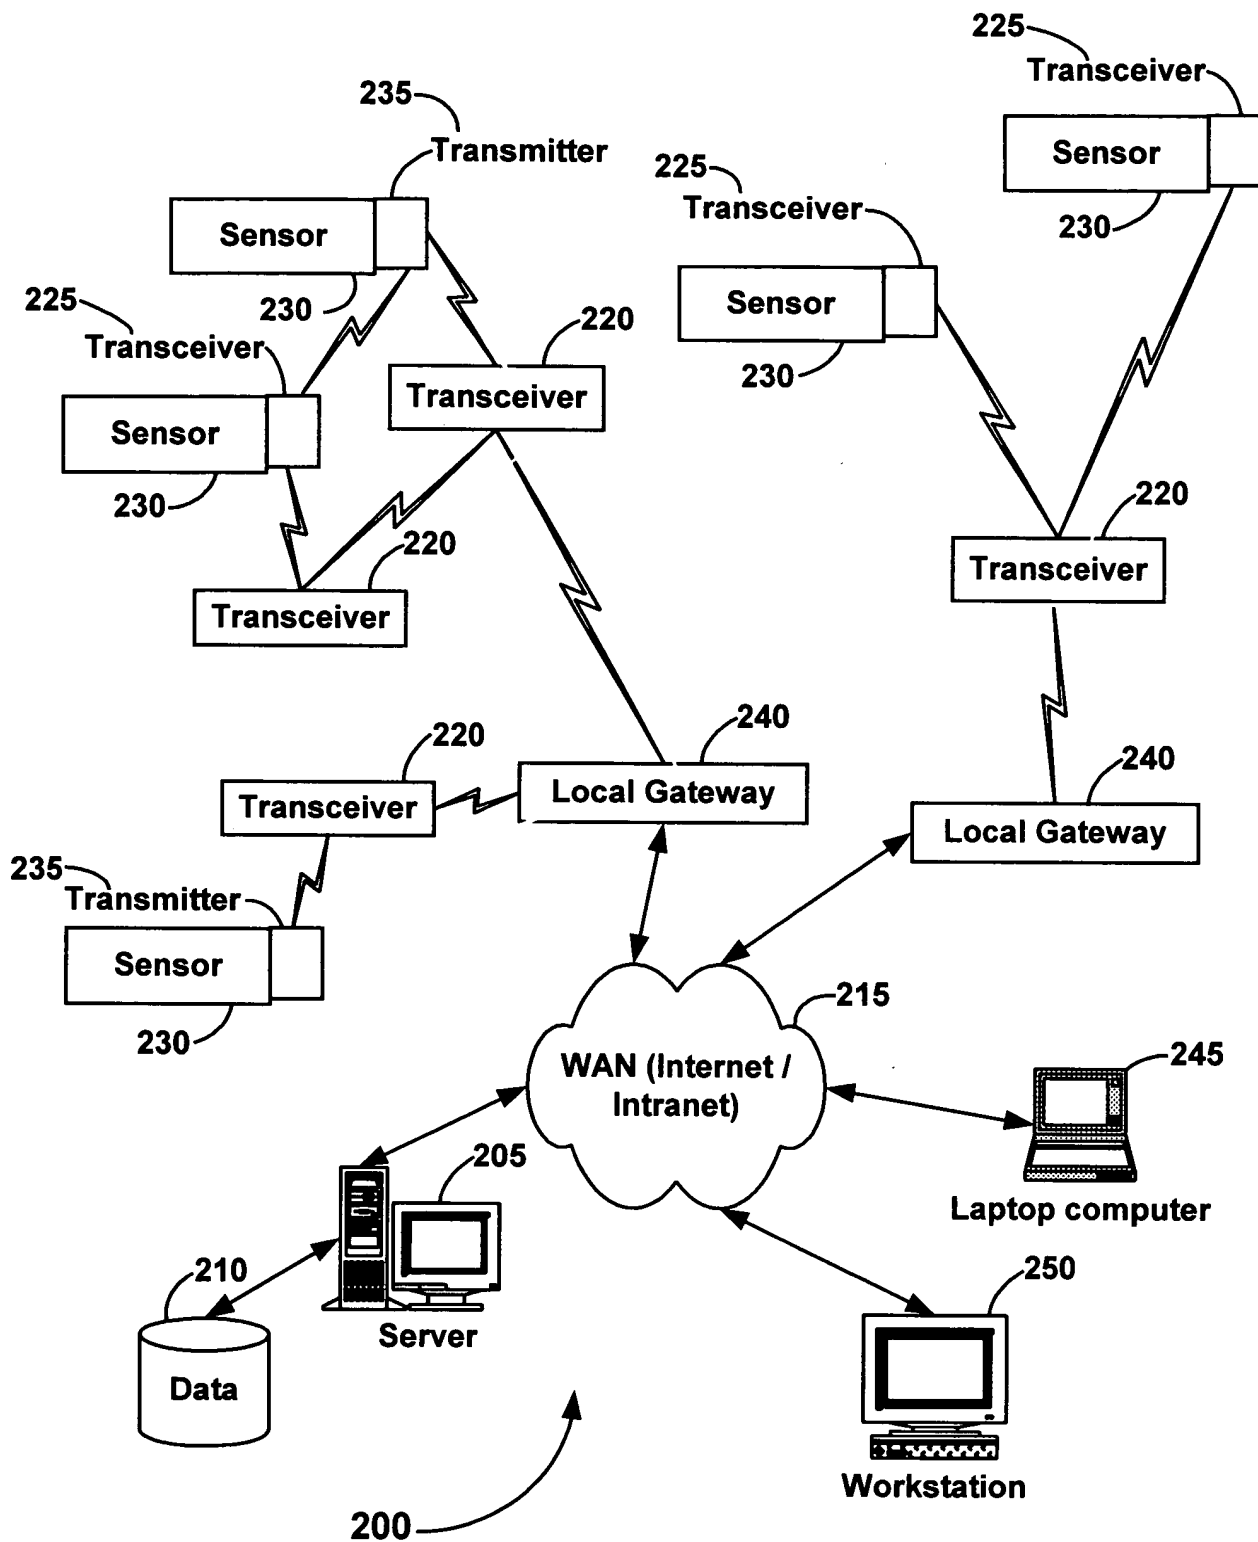 225
Transceiver
Sensor
230
235
Transmitter
Sensor
230
225
Transceiver
Sensor
230
225
Transceiver
Sensor
230
220
Transceiver
220
Transceiver
220
Transceiver
240
Local Gateway
220
Transceiver
240
Local Gateway
235
Transmitter
Sensor
230
215
WAN (Internet /
Intranet)
245
Laptop computer
205
Server
210
Data
250
Workstation
200